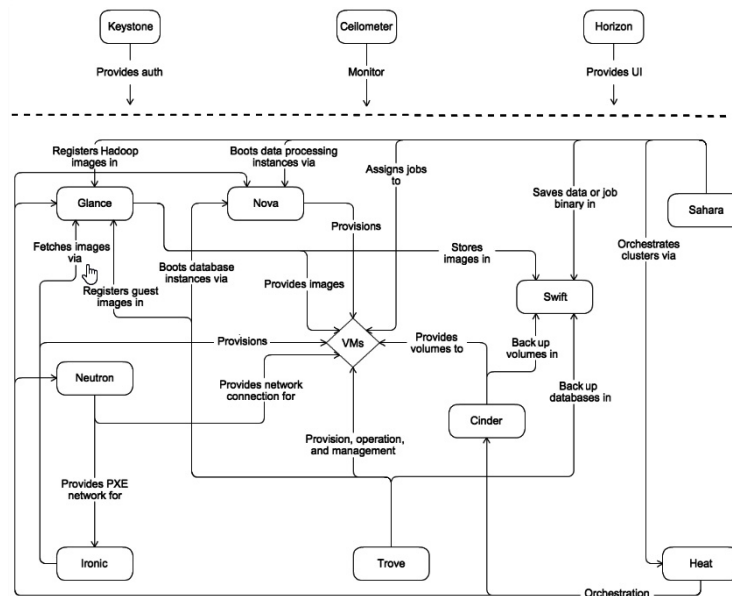 Keystone
Ceilometer
Horizon
Provides auth
Monitor
Provides UI
Registers Hadoop
images in
Boots data processing
instances via
Assigns jobs
to
Saves data or job
binary in
Glance
Nova
Sahara
Provisions
Fetches images
via
Stores
images in
Orchestrates
clusters via
Boots database
instances via
Provides images
Registers guest
images in
Swift
Provisions
VMs
Provides
volumes to
Back up
volumes in
Neutron
Provides network
connection for
Back up
databases in
Cinder
Provision, operation,
and management
Provides PXE
network for
Ironic
Trove
Heat
Orchestration